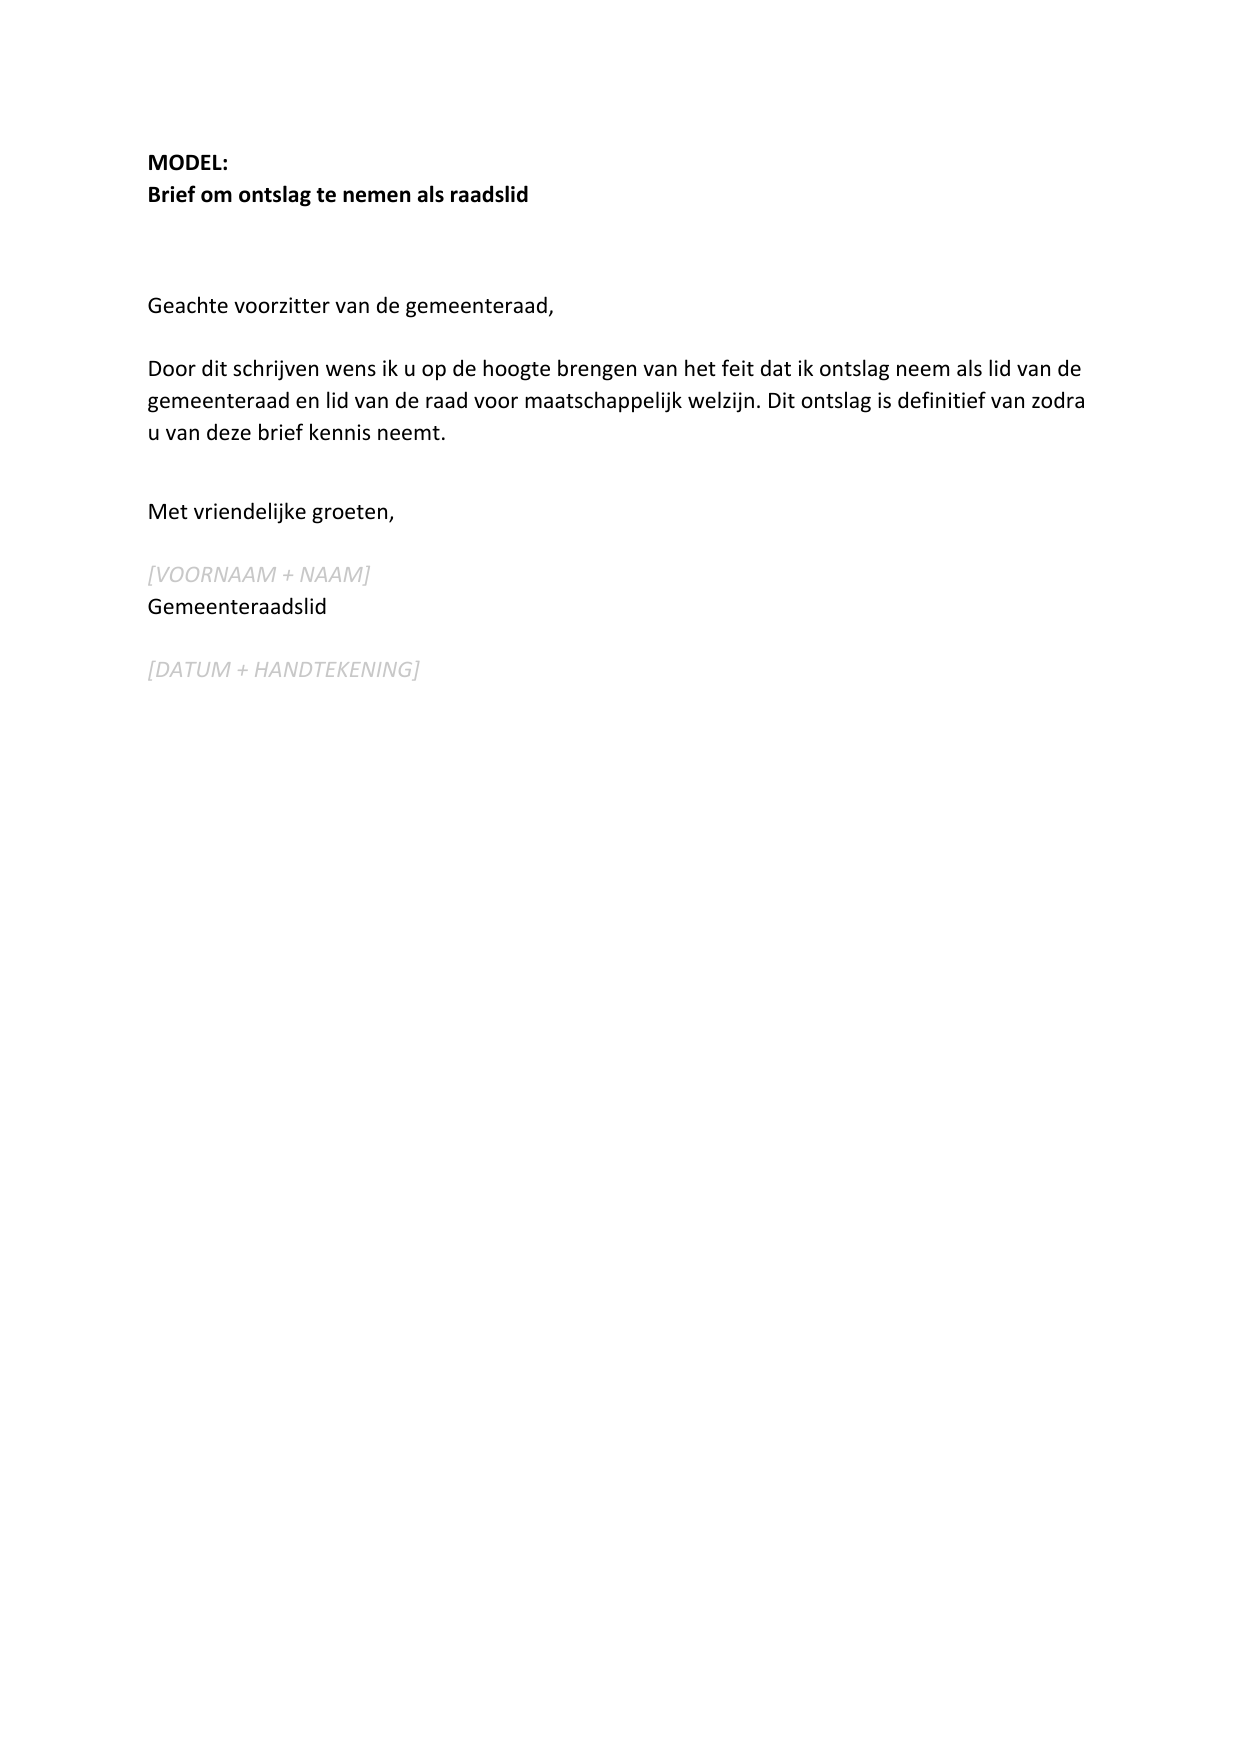 MODEL:
Brief om ontslag te nemen als raadslid
Geachte voorzitter van de gemeenteraad,
Door dit schrijven wens ik u op de hoogte brengen van het feit dat ik ontslag neem als lid van de
gemeenteraad en lid van de raad voor maatschappelijk welzijn. Dit ontslag is definitief van zodra
u van deze brief kennis neemt.
Met vriendelijke groeten,
[VOORNAAM + NAAM]
Gemeenteraadslid
[DATUM + HANDTEKENING]